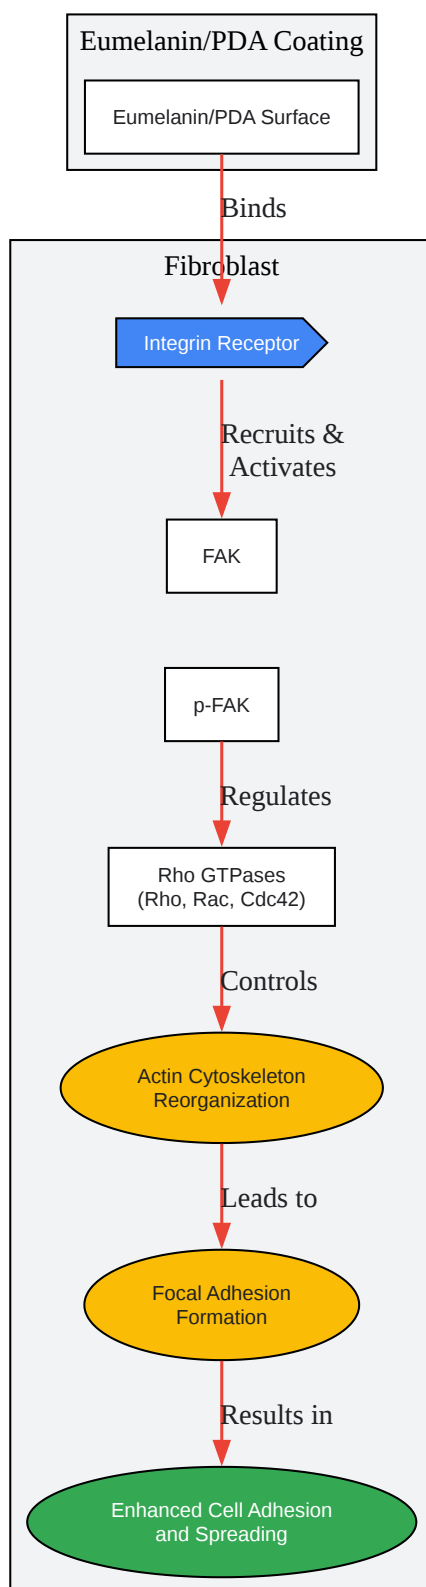 Eumelanin/PDA Coating
Eumelanin/PDA Surface
Binds
Fibroblast
Integrin Receptor
Recruits &
Activates
FAK
p-FAK
Regulates
Rho GTPases
(Rho, Rac, Cdc42)
Controls
Actin Cytoskeleton
Reorganization
Leads to
Focal Adhesion
Formation
Results in
Enhanced Cell Adhesion
and Spreading